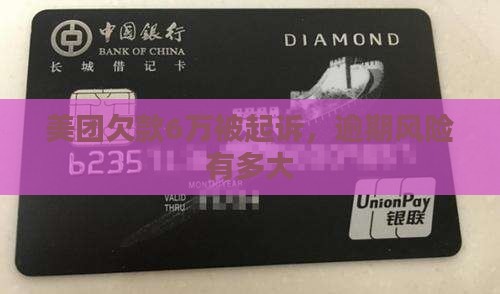 中国银行
DIAMOND
BANK OF CHINA
长城借记卡
美团欠款6万被起诉，逾期风险
有多大
6235
MONTH/YEAR
VALID
THRU
UnionPay
银联